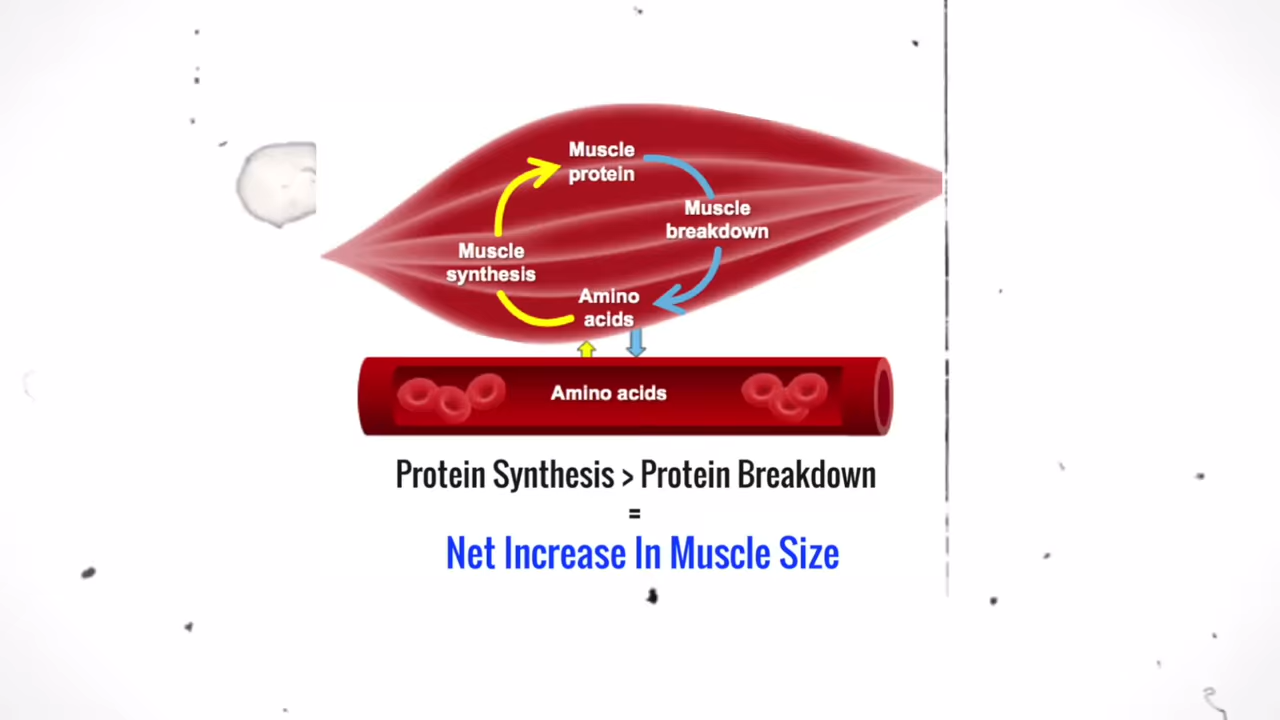 Muscle
protein
Muscle
breakdown
Muscle
synthesis
Amino
acids
Amino acids
Protein Synthesis > Protein Breakdown
=
Net Increase In Muscle Size